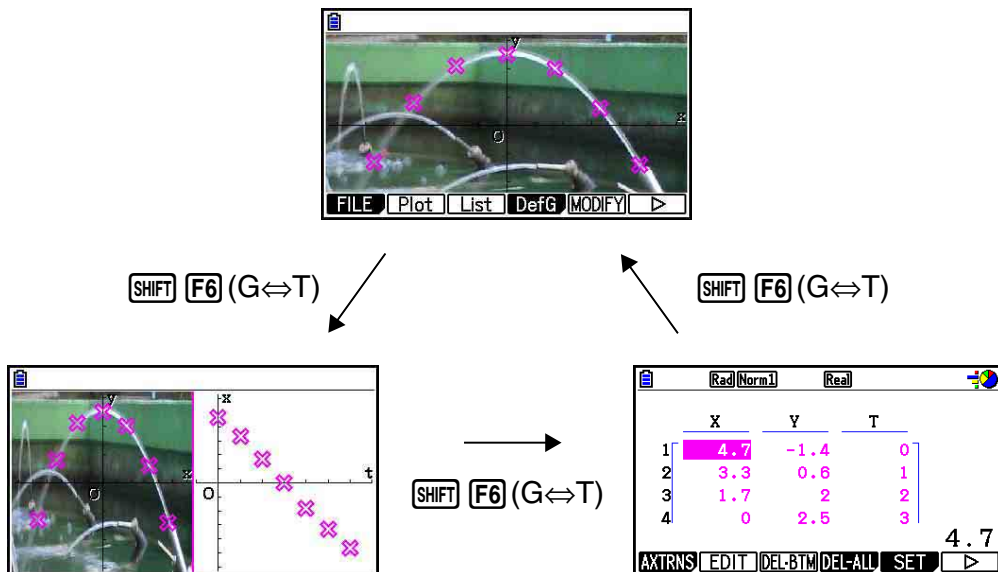 y
x
O
FILE Plot List DefG MODIFY ▷
SHIFT F6 (G⇔T)
SHIFT F6 (G⇔T)
y
x
O
x
t
O
SHIFT F6 (G⇔T)
Rad Norm1 Real
X Y T
1 4.7 -1.4 0
2 3.3 0.6 1
3 1.7 2 2
4 0 2.5 3
4.7
AXTRNS EDIT DEL-BTM DEL-ALL SET ▷